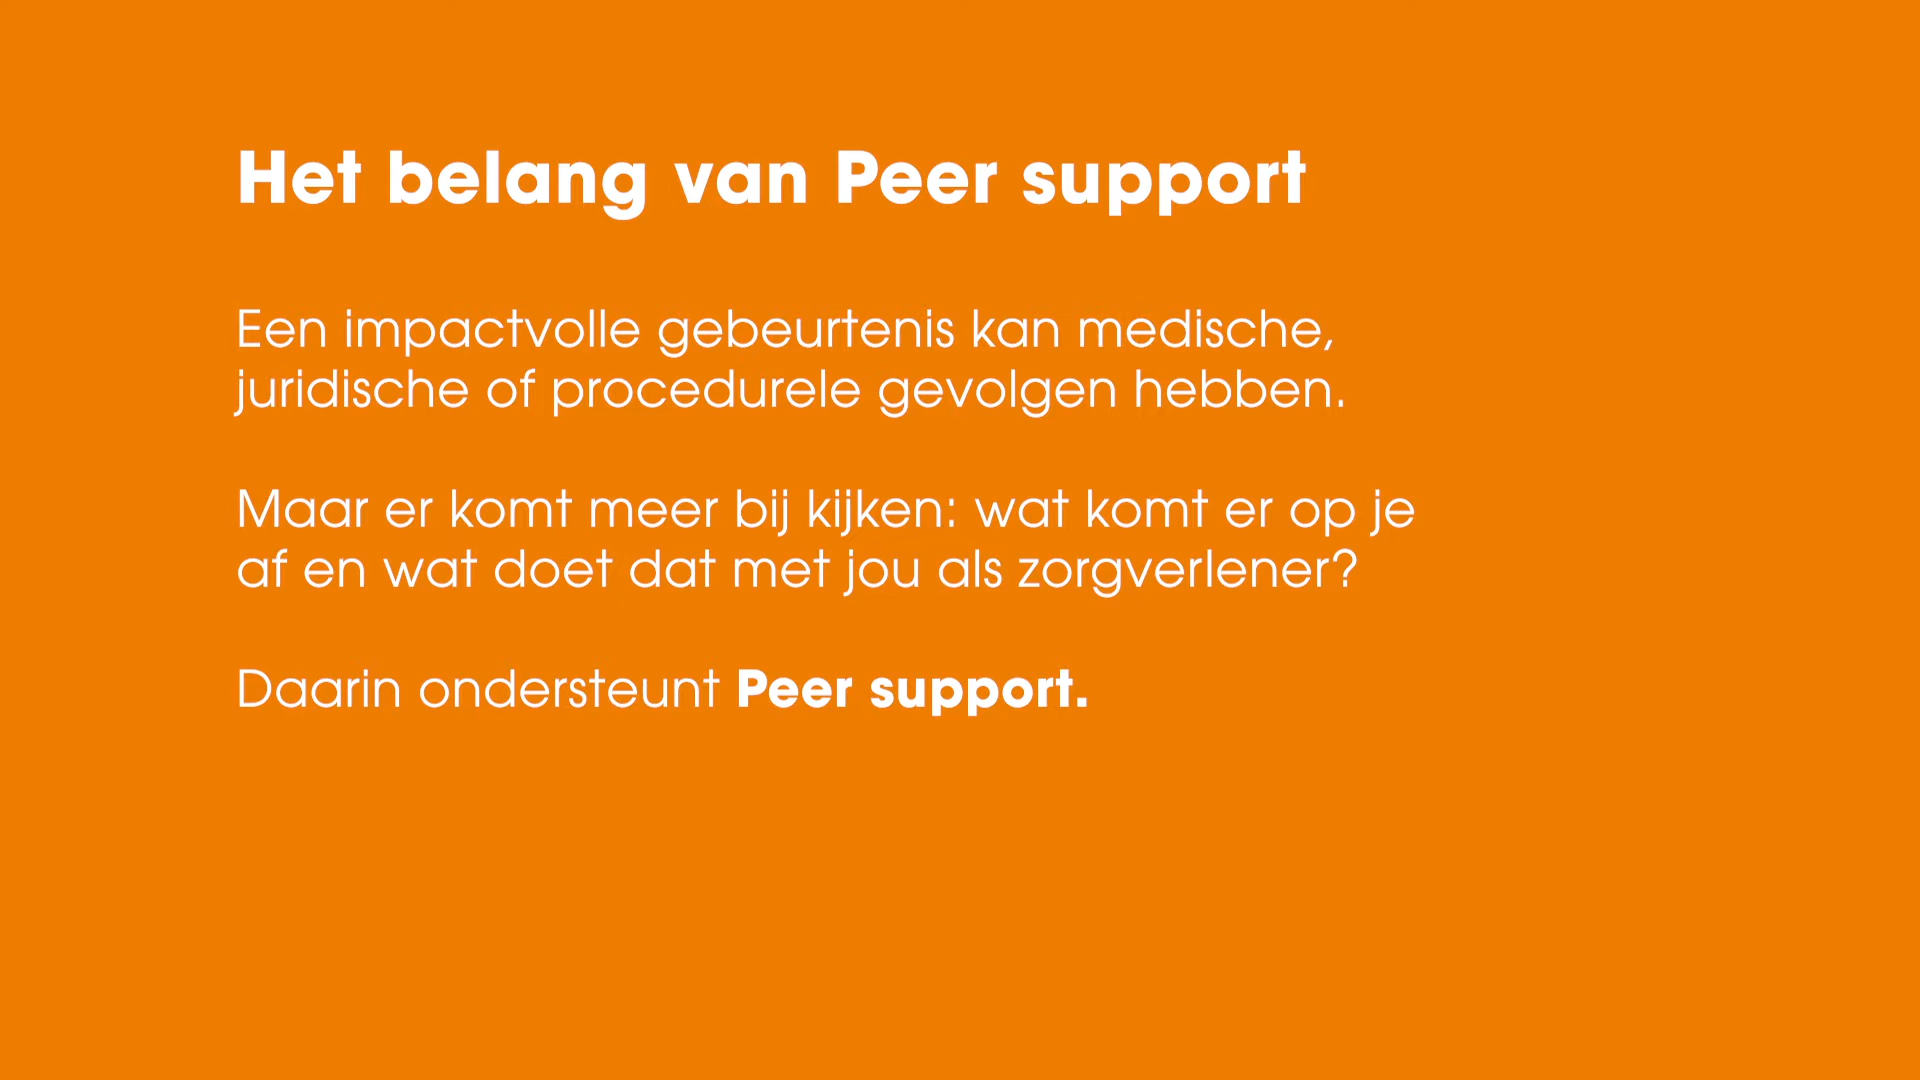 Het belang van Peer support
Een impactvolle gebeurtenis kan medische,
juridische of procedurele gevolgen hebben.
Maar er komt meer bij kijken: wat komt er op je
af en wat doet dat met jou als zorgverlener?
Daarin ondersteunt Peer support.